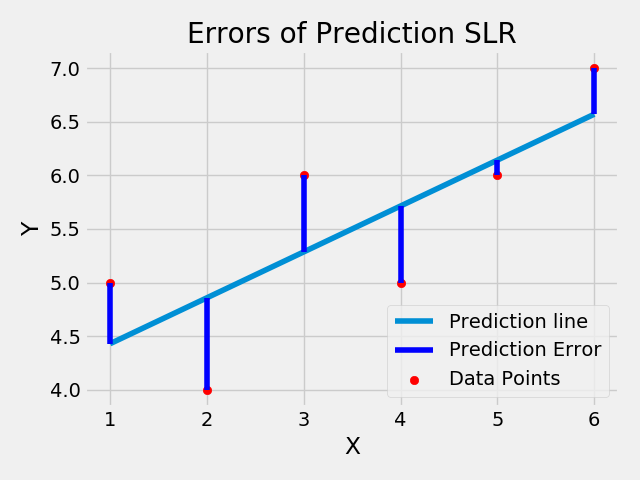 Errors of Prediction SLR
7.0
6.5
6.0
5.5
5.0
4.5
4.0
Y
Prediction line
Prediction Error
Data Points
1 2 3 4 5 6
X